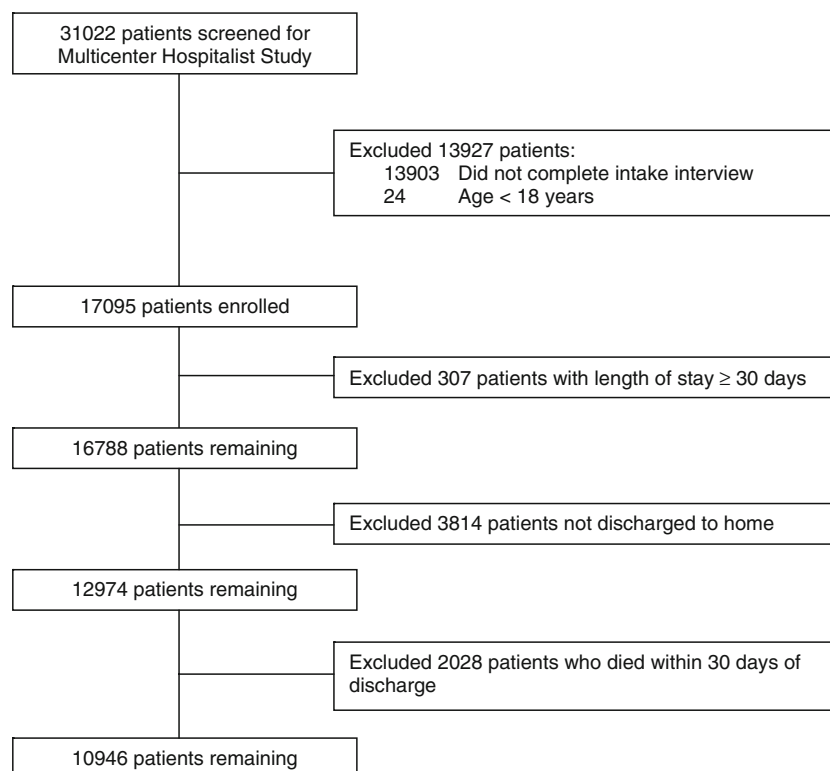 31022 patients screened for
Multicenter Hospitalist Study
Excluded 13927 patients:
13903 Did not complete intake interview
24 Age < 18 years
17095 patients enrolled
Excluded 307 patients with length of stay ≥ 30 days
16788 patients remaining
Excluded 3814 patients not discharged to home
12974 patients remaining
Excluded 2028 patients who died within 30 days of
discharge
10946 patients remaining